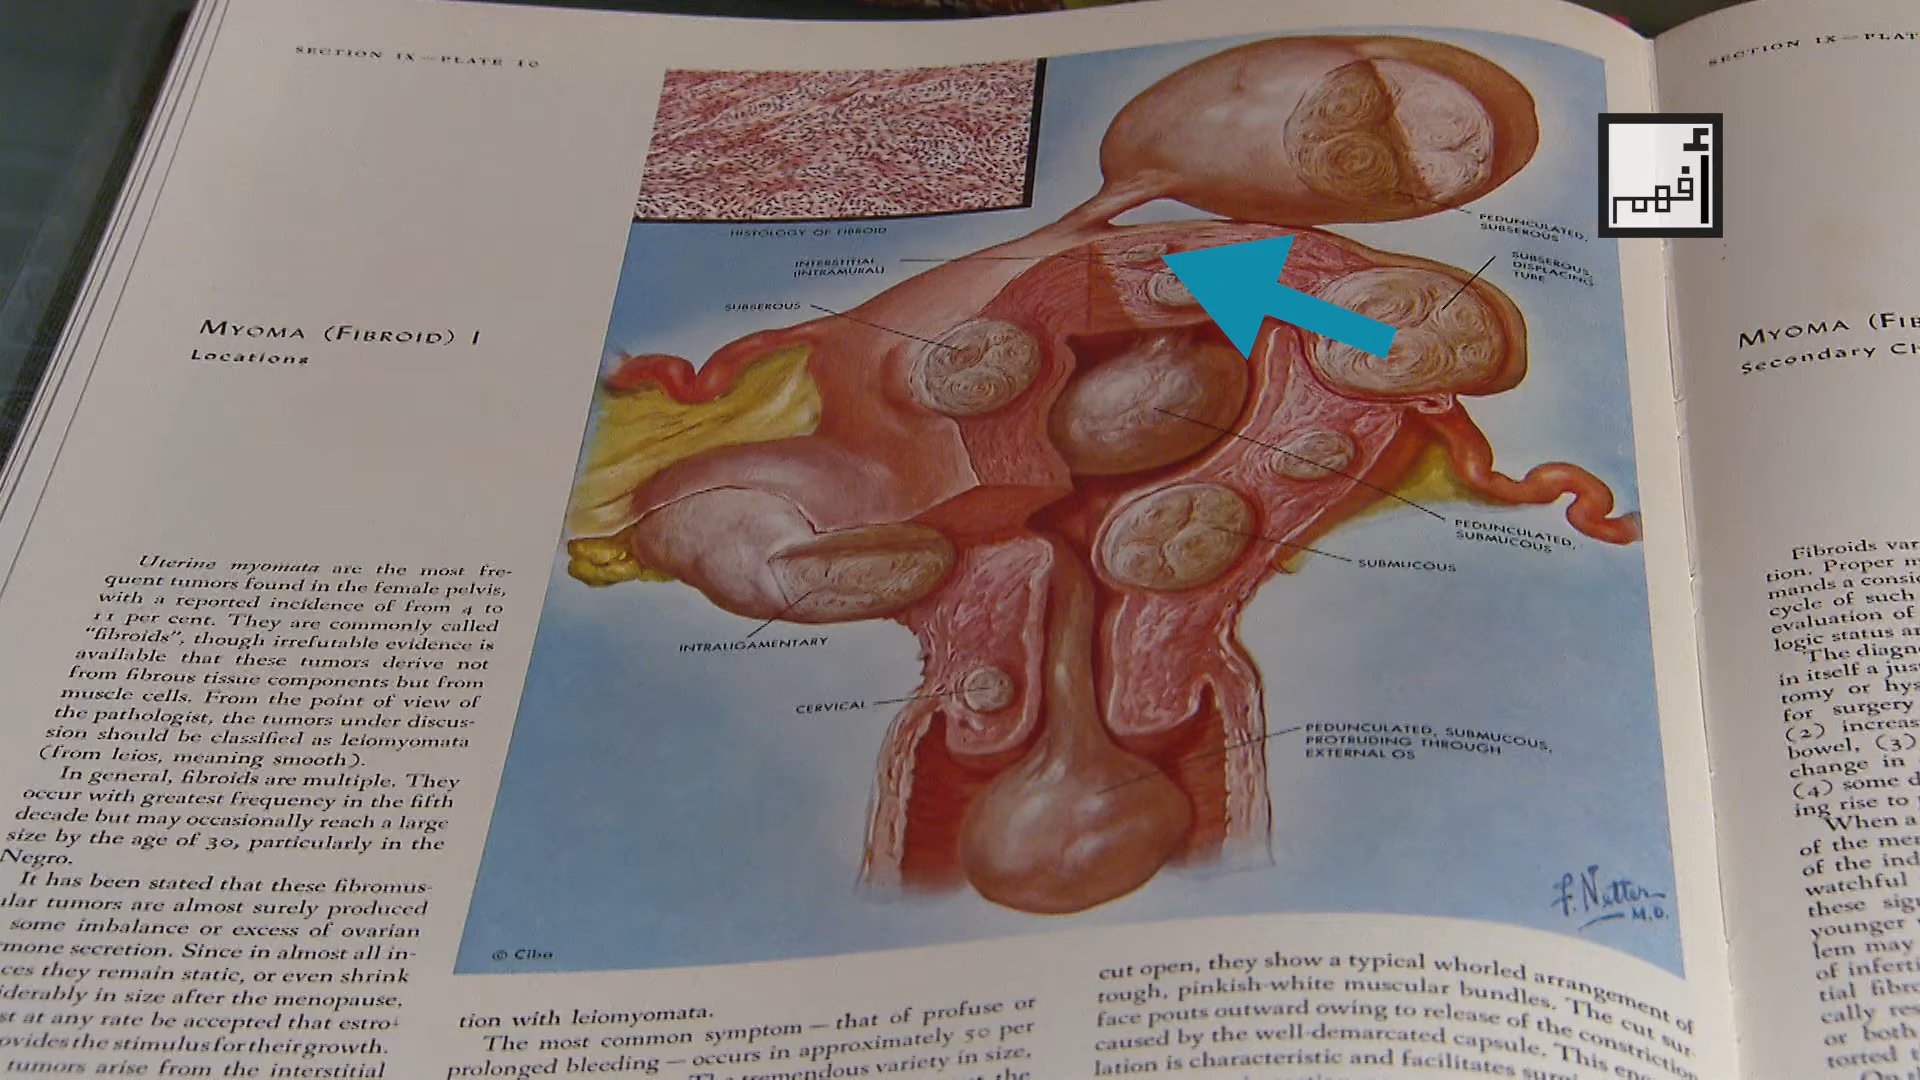 SECTION IX—PLATE 10
MYOMA (FIBROID) I
Locations
Uterine myomata are the most fre-
quent tumors found in the female pelvis,
with a reported incidence of from 4 to
11 per cent. They are commonly called
"fibroids", though irrefutable evidence is
available that these tumors derive not
from fibrous tissue components but from
muscle cells. From the point of view of
the pathologist, the tumors under discus-
sion should be classified as leiomyomata
(from leios, meaning smooth).
In general, fibroids are multiple. They
occur with greatest frequency in the fifth
decade but may occasionally reach a large
size by the age of 30, particularly in the
Negro.
It has been stated that these fibromus-
ular tumors are almost surely produced
some imbalance or excess of ovarian
mone secretion. Since in almost all in-
ces they remain static, or even shrink
iderably in size after the menopause,
st at any rate be accepted that estro-
ovides the stimulus for their growth.
tumors arise from the interstitial
HISTOLOGY OF FIBROID
INTERSTITIAL
(INTRAMURAL)
SUBSEROUS
PEDUNCULATED,
SUBSEROUS
SUBSEROUS,
DISPLACING
TUBE
PEDUNCULATED,
SUBMUCOUS
SUBMUCOUS
INTRALIGAMENTARY
CERVICAL
PEDUNCULATED, SUBMUCOUS,
PROTRUDING THROUGH
EXTERNAL OS
F. Netter
M.D.
© Ciba
tion with leiomyomata.
The most common symptom — that of profuse or
prolonged bleeding — occurs in approximately 50 per
tremendous variety in size,
the
cut open, they show a typical whorled arrangement of
tough, pinkish-white muscular bundles. The cut sur-
face pouts outward owing to release of the constriction
caused by the well-demarcated capsule. This
lation is characteristic and facilitates
أفهم
SECTION IX—PLAT
MYOMA (FIB
Secondary Ch
Fibroids var
tion. Proper m
mands a consi
cycle of such
evaluation of
logic status an
The diagn
in itself a jus
tomy or hys
for surgery
(2) increas
bowel, (3)
change in
(4) some d
ing rise to
When a
of the mer
of the ind
watchful
these sig
younger
lem may
of inferti
tial fibro
cally res
or both
torted t